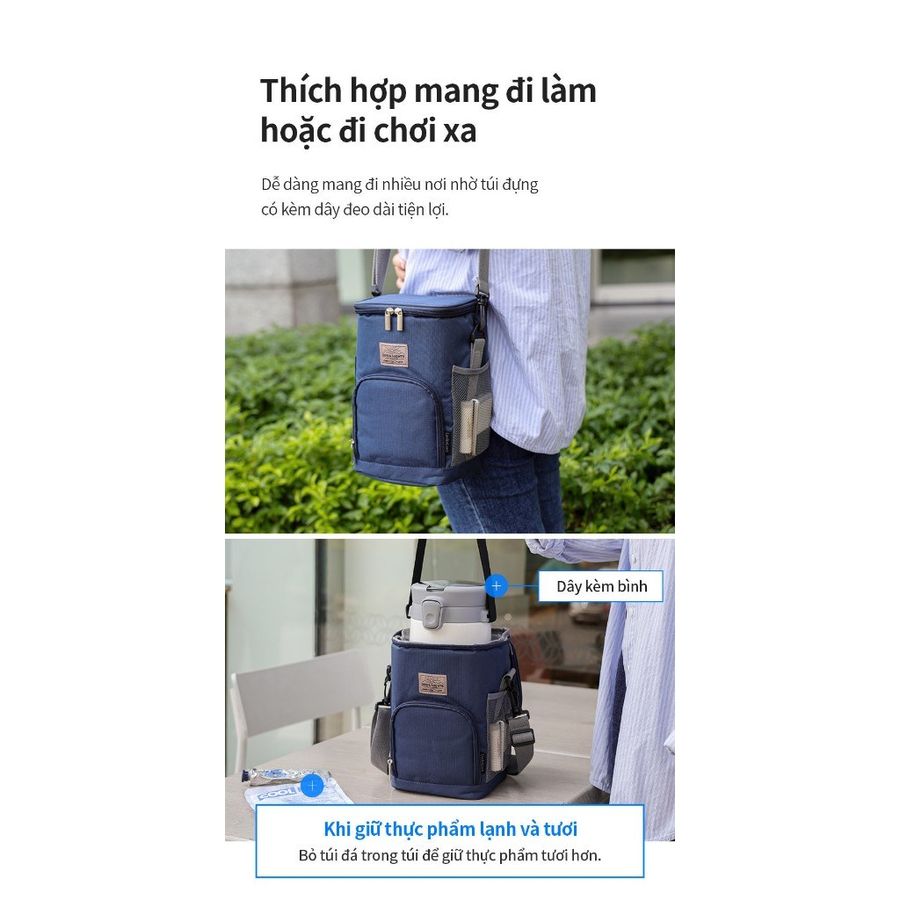 Thích hợp mang đi làm
hoặc đi chơi xa
Dễ dàng mang đi nhiều nơi nhờ túi đựng
có kèm dây đeo dài tiện lợi.
Dây kèm bình
COOL
Khi giữ thực phẩm lạnh và tươi
Bỏ túi đá trong túi để giữ thực phẩm tươi hơn.